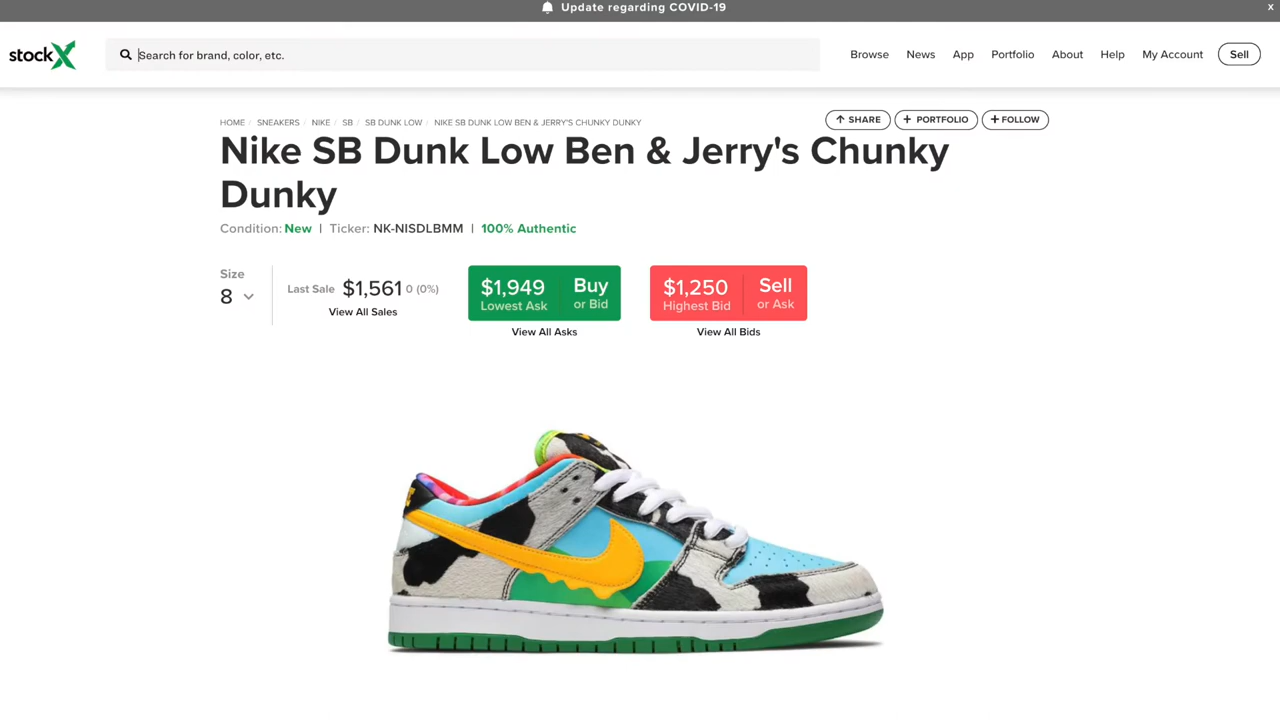 Update regarding COVID-19
x
stockX
Search for brand, color, etc.
Browse News App Portfolio About Help My Account Sell
HOME / SNEAKERS / NIKE / SB / SB DUNK LOW / NIKE SB DUNK LOW BEN & JERRY'S CHUNKY DUNKY
SHARE + PORTFOLIO + FOLLOW
Nike SB Dunk Low Ben & Jerry's Chunky
Dunky
Condition: New | Ticker: NK-NISDLBMM | 100% Authentic
Size
8
Last Sale $1,561 0 (0%)
View All Sales
$1,949 Buy
Lowest Ask or Bid
View All Asks
$1,250 Sell
Highest Bid or Ask
View All Bids